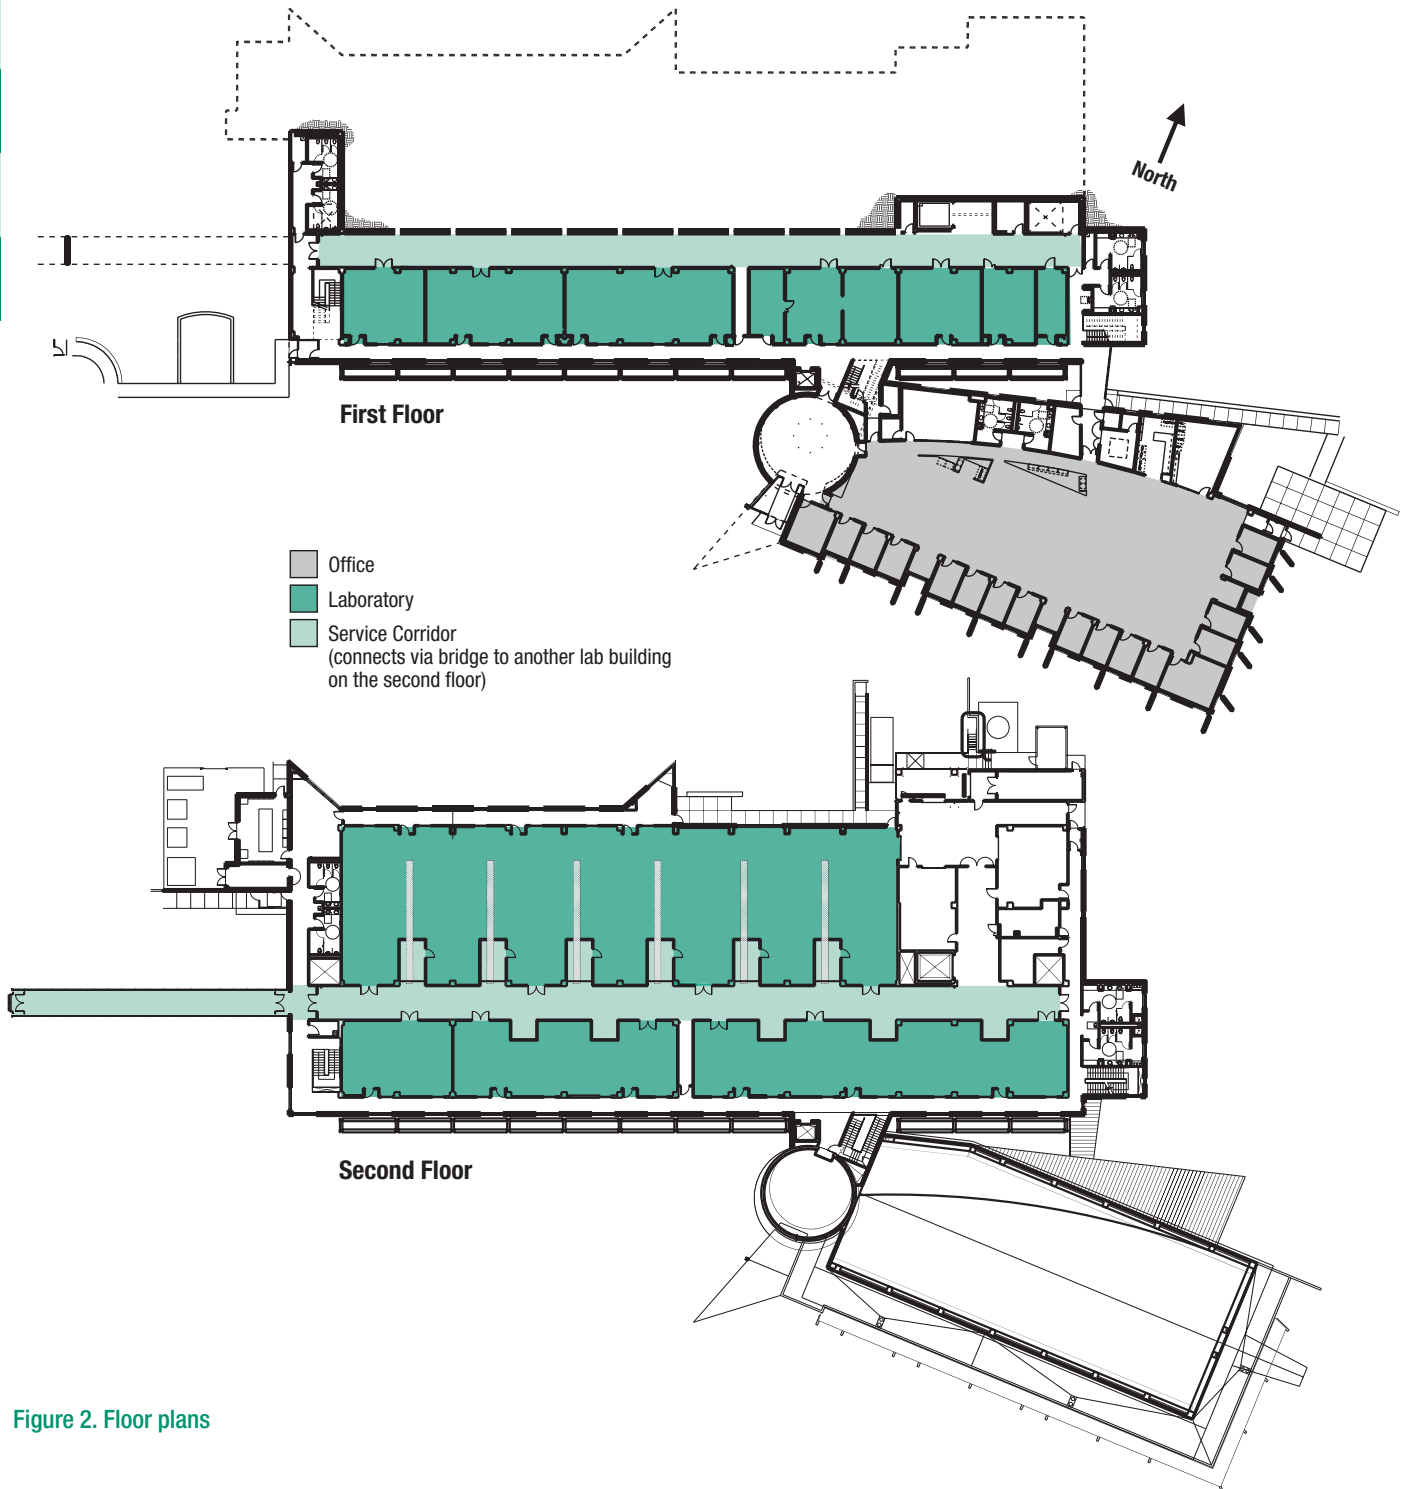 North
First Floor
Office
Laboratory
Service Corridor
(connects via bridge to another lab building
on the second floor)
Second Floor
Figure 2. Floor plans